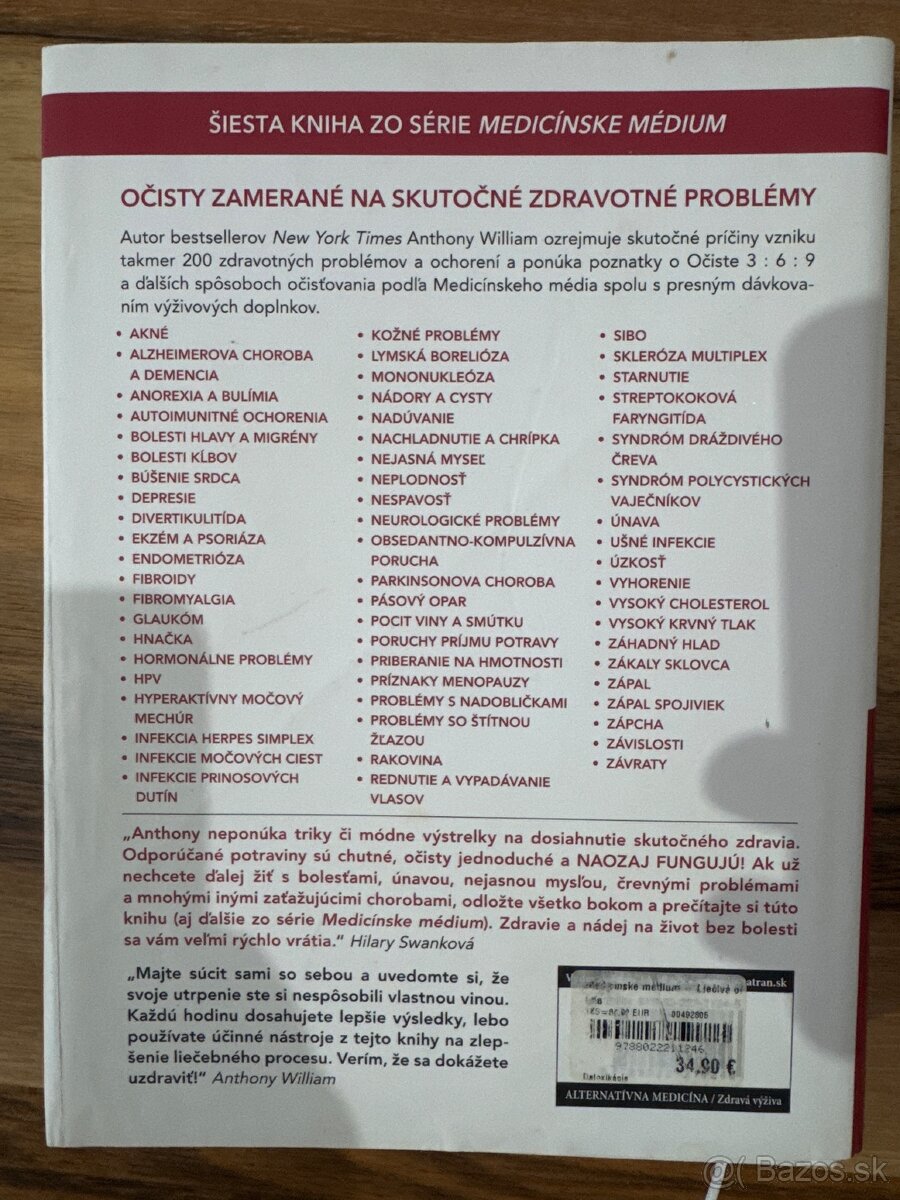 ŠIESTA KNIHA ZO SÉRIE MEDICÍNSKE MÉDIUM
OČISTY ZAMERANÉ NA SKUTOČNÉ ZDRAVOTNÉ PROBLÉMY
Autor bestsellerov New York Times Anthony William ozrejmuje skutočné príčiny vzniku
takmer 200 zdravotných problémov a ochorení a ponúka poznatky o Očiste 3 : 6 : 9
a ďalších spôsoboch očisťovania podľa Medicínskeho média spolu s presným dávkova-
ním výživových doplnkov.
• AKNÉ
• ALZHEIMEROVA CHOROBA
A DEMENCIA
• ANOREXIA A BULÍMIA
• AUTOIMUNITNÉ OCHORENIA
• BOLESTI HLAVY A MIGRÉNY
• BOLESTI KĹBOV
• BÚŠENIE SRDCA
• DEPRESIE
• DIVERTIKULITÍDA
• EKZÉM A PSORIÁZA
• ENDOMETRIÓZA
• FIBROIDY
• FIBROMYALGIA
• GLAUKÓM
• HNAČKA
• HORMONÁLNE PROBLÉMY
• HPV
• HYPERAKTÍVNY MOČOVÝ
MECHÚR
• INFEKCIA HERPES SIMPLEX
• INFEKCIE MOČOVÝCH CIEST
• INFEKCIE PRINOSOVÝCH
DUTÍN
• KOŽNÉ PROBLÉMY
• LYMSKÁ BORELIÓZA
• MONONUKLEÓZA
• NÁDORY A CYSTY
• NADÚVANIE
• NACHLADNUTIE A CHRÍPKA
• NEJASNÁ MYSEĽ
• NEPLODNOSŤ
• NESPAVOSŤ
• NEUROLOGICKÉ PROBLÉMY
• OBSEDANTNO-KOMPULZÍVNA
PORUCHA
• PARKINSONOVA CHOROBA
• PÁSOVÝ OPAR
• POCIT VINY A SMÚTKU
• PORUCHY PRÍJMU POTRAVY
• PRIBERANIE NA HMOTNOSTI
• PRÍZNAKY MENOPAUZY
• PROBLÉMY S NADOBLIČKAMI
• PROBLÉMY SO ŠTÍTNOU
ŽĽAZOU
• RAKOVINA
• REDNUTIE A VYPADÁVANIE
VLASOV
• SIBO
• SKLERÓZA MULTIPLEX
• STARNUTIE
• STREPTOKOKOVÁ
FARYNGITÍDA
• SYNDRÓM DRÁŽDIVÉHO
ČREVA
• SYNDRÓM POLYCYSTICKÝCH
VAJEČNÍKOV
• ÚNAVA
• UŠNÉ INFEKCIE
• ÚZKOSŤ
• VYHORENIE
• VYSOKÝ CHOLESTEROL
• VYSOKÝ KRVNÝ TLAK
• ZÁHADNÝ HLAD
• ZÁKALY SKLOVCA
• ZÁPAL
• ZÁPAL SPOJIVIEK
• ZÁPCHA
• ZÁVISLOSTI
• ZÁVRATY
„Anthony neponúka triky či módne výstrelky na dosiahnutie skutočného zdravia.
Odporúčané potraviny sú chutné, očisty jednoduché a NAOZAJ FUNGUJÚ! Ak už
nechcete ďalej žiť s bolesťami, únavou, nejasnou mysľou, črevnými problémami
a mnohými inými zaťažujúcimi chorobami, odložte všetko bokom a prečítajte si túto
knihu (aj ďalšie zo série Medicínske médium). Zdravie a nádej na život bez bolesti
sa vám veľmi rýchlo vrátia.“ Hilary Swanková
„Majte súcit sami so sebou a uvedomte si, že
svoje utrpenie ste si nespôsobili vlastnou vinou.
Každú hodinu dosahujete lepšie výsledky, lebo
používate účinné nástroje z tejto knihy na zlep-
šenie liečebného procesu. Verím, že sa dokážete
uzdraviť!“ Anthony William
atran.sk
médium
Liečivá
EUR 00492806
9788022211246
34,90 €
Detoxikácia
ALTERNATÍVNA MEDICÍNA / Zdravá výživa
Bazos.sk